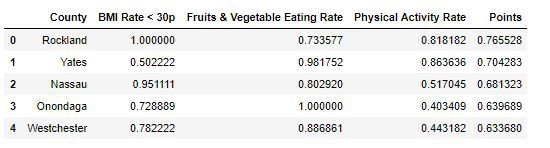 County BMI Rate < 30p Fruits & Vegetable Eating Rate Physical Activity Rate Points
0 Rockland 1.000000 0.733577 0.818182 0.765528
1 Yates 0.502222 0.981752 0.863636 0.704283
2 Nassau 0.951111 0.802920 0.517045 0.681323
3 Onondaga 0.728889 1.000000 0.403409 0.639689
4 Westchester 0.782222 0.886861 0.443182 0.633680